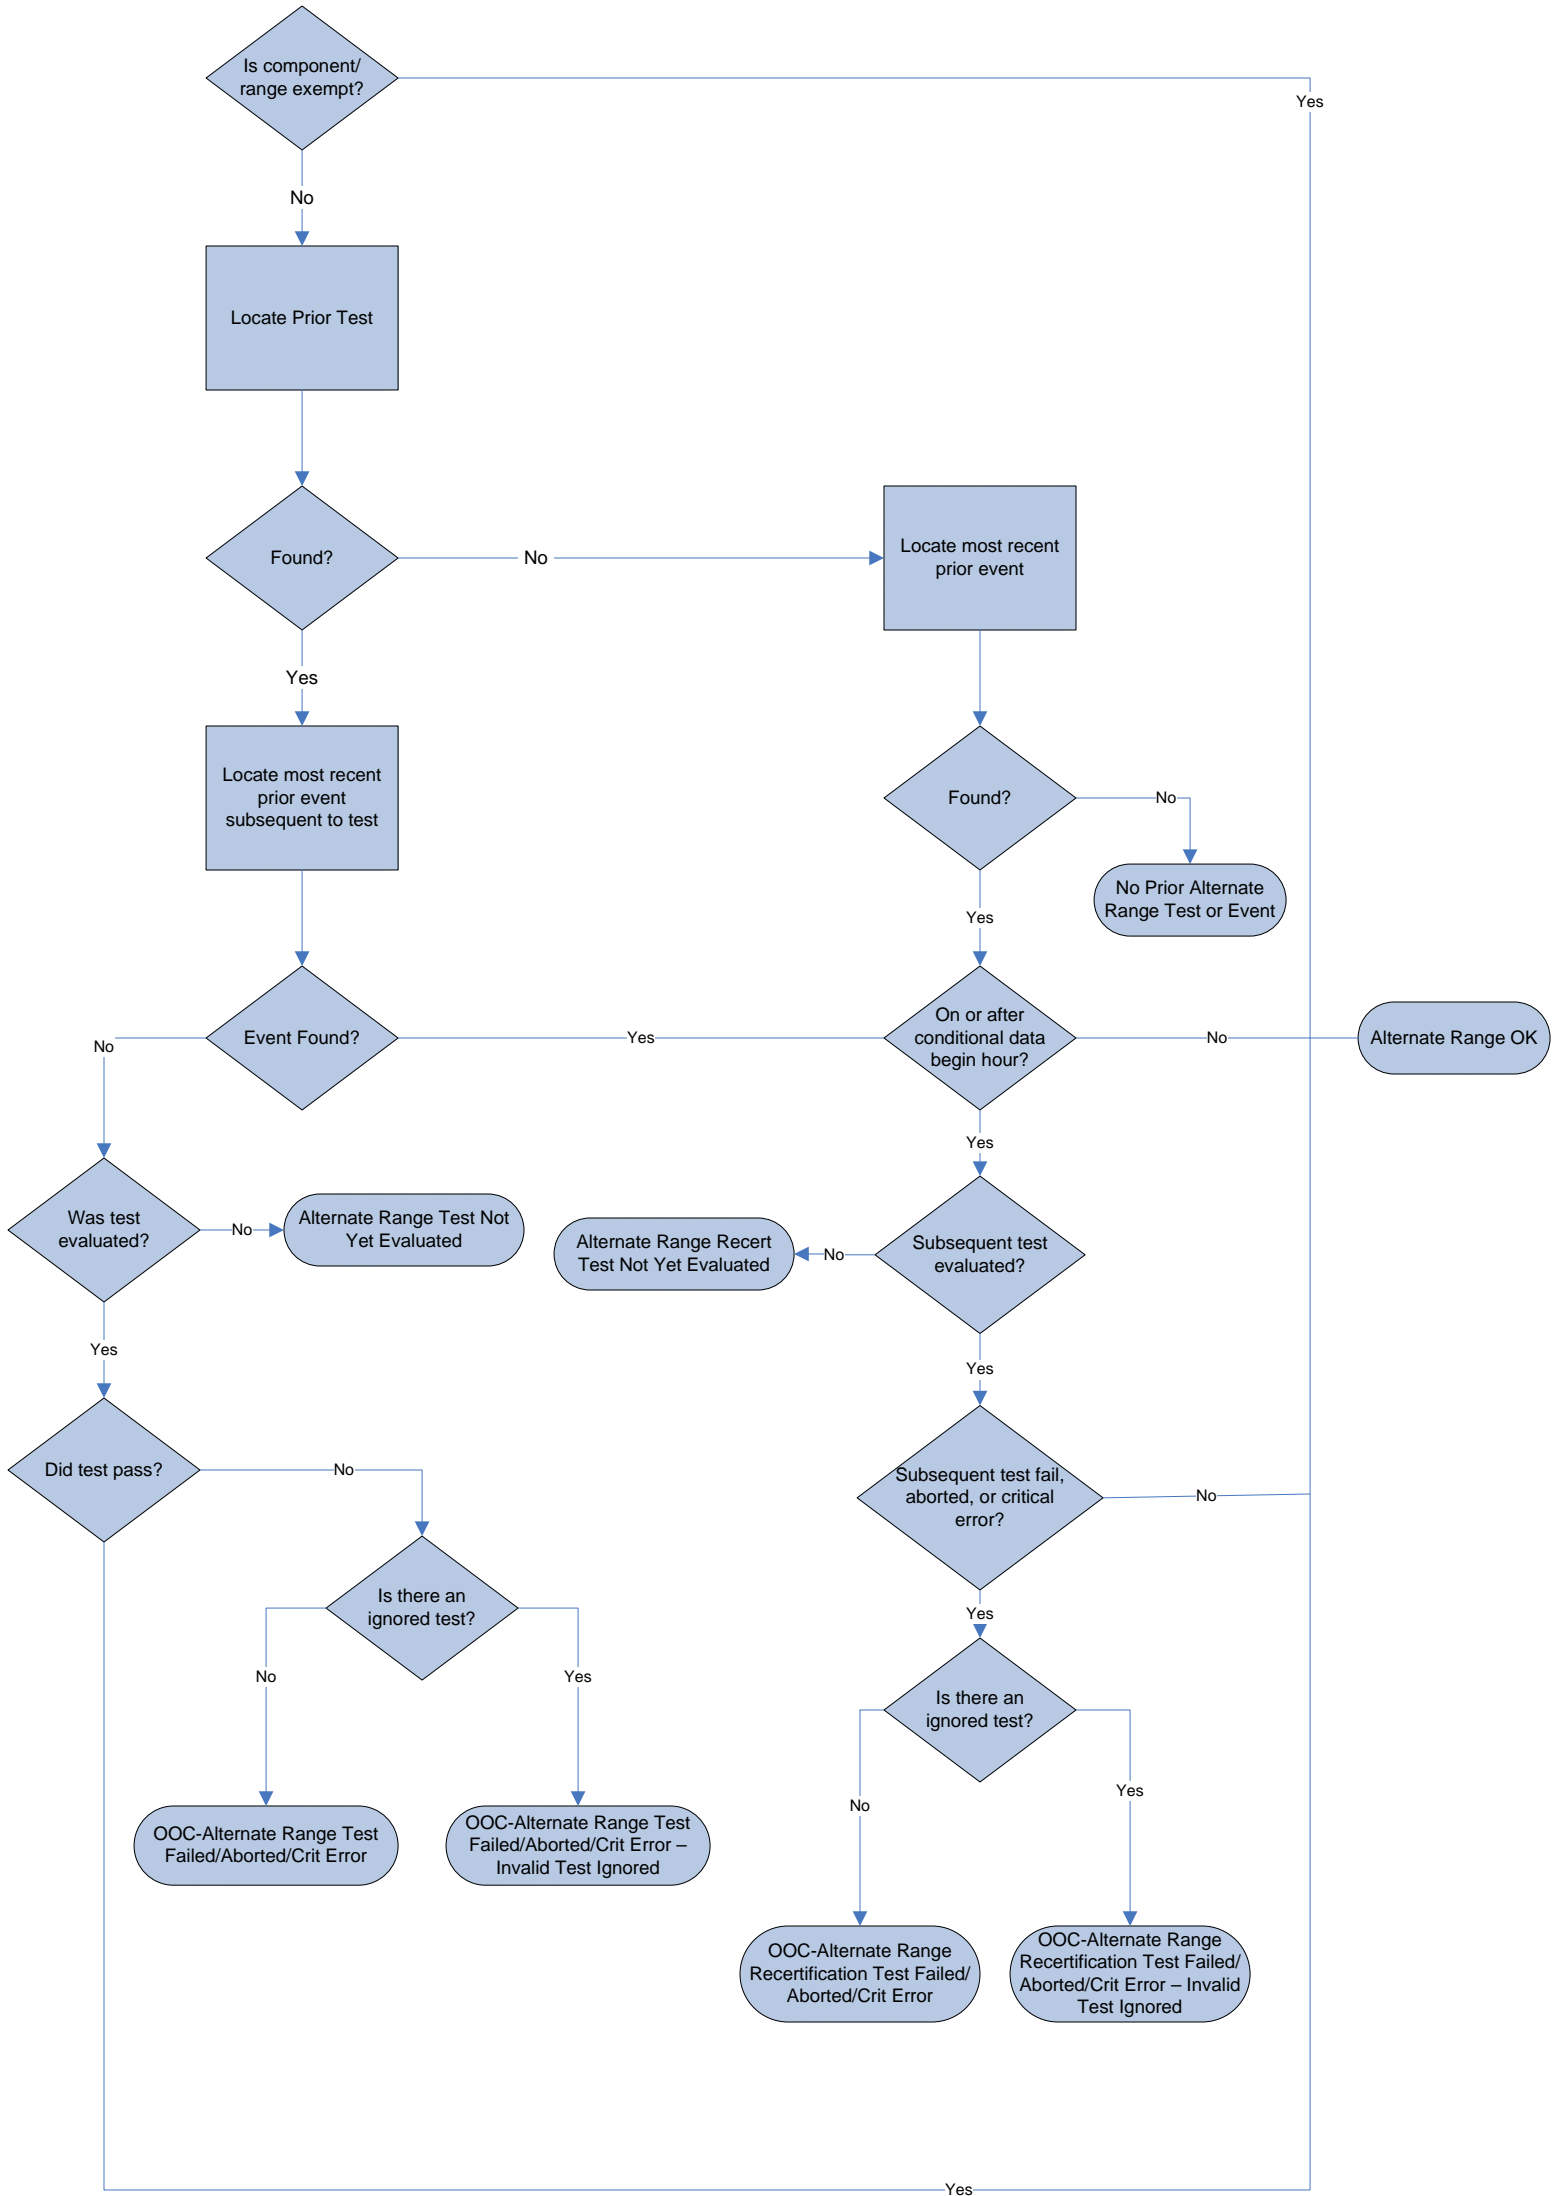 Is component/
range exempt?
Yes
No
Locate Prior Test
Found?
No
Locate most recent
prior event
Yes
Locate most recent
prior event
subsequent to test
Found?
No
No Prior Alternate
Range Test or Event
Yes
Event Found?
Yes
On or after
conditional data
begin hour?
No
Alternate Range OK
No
Yes
Was test
evaluated?
No
Alternate Range Test Not
Yet Evaluated
Alternate Range Recert
Test Not Yet Evaluated
No
Subsequent test
evaluated?
Yes
Yes
Did test pass?
No
Subsequent test fail,
aborted, or critical
error?
No
Is there an
ignored test?
Yes
No
Yes
Is there an
ignored test?
No
Yes
OOC-Alternate Range Test
Failed/Aborted/Crit Error
OOC-Alternate Range Test
Failed/Aborted/Crit Error –
Invalid Test Ignored
OOC-Alternate Range
Recertification Test Failed/
Aborted/Crit Error
OOC-Alternate Range
Recertification Test Failed/
Aborted/Crit Error – Invalid
Test Ignored
Yes